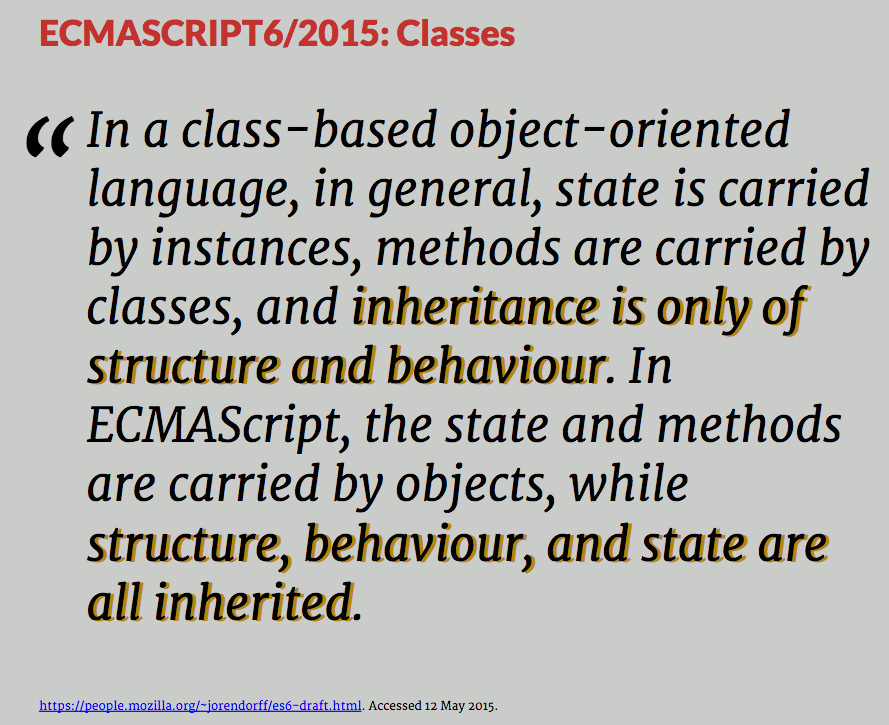 ECMASCRIPT6/2015: Classes
“ In a class-based object-oriented
language, in general, state is carried
by instances, methods are carried by
classes, and inheritance is only of
structure and behaviour. In
ECMAScript, the state and methods
are carried by objects, while
structure, behaviour, and state are
all inherited.
https://people.mozilla.org/~jorendorff/es6-draft.html. Accessed 12 May 2015.